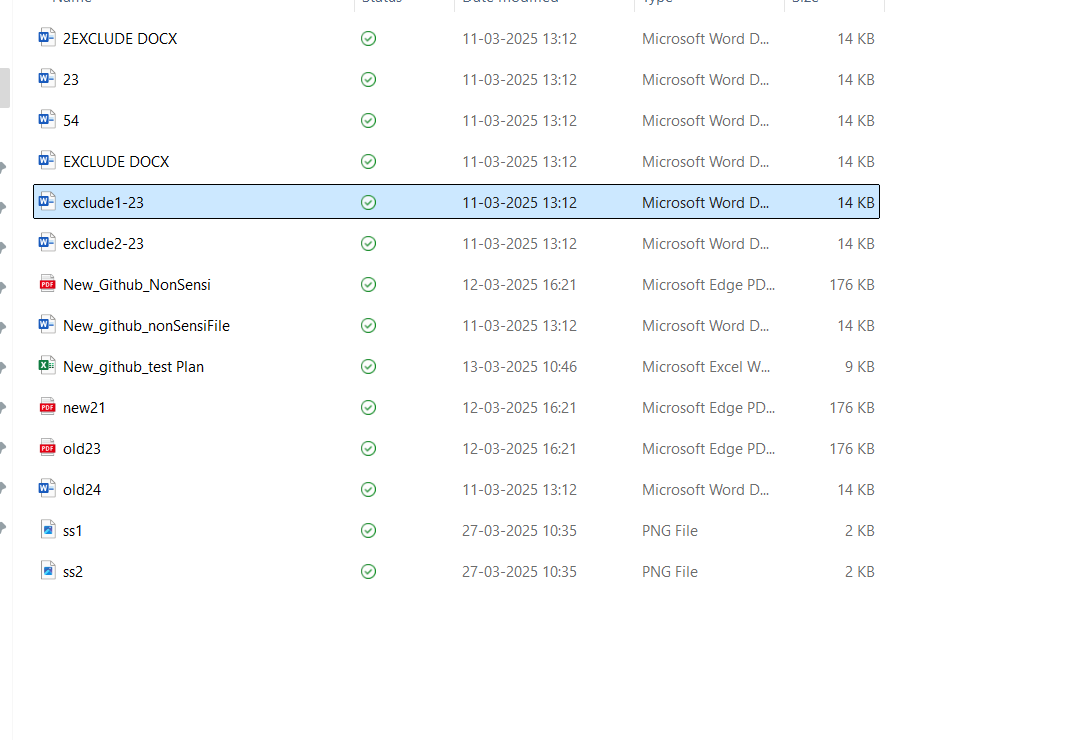 Name Status Date modified Type Size
2EXCLUDE DOCX 11-03-2025 13:12 Microsoft Word D... 14 KB
23 11-03-2025 13:12 Microsoft Word D... 14 KB
54 11-03-2025 13:12 Microsoft Word D... 14 KB
EXCLUDE DOCX 11-03-2025 13:12 Microsoft Word D... 14 KB
exclude1-23 11-03-2025 13:12 Microsoft Word D... 14 KB
exclude2-23 11-03-2025 13:12 Microsoft Word D... 14 KB
PDF New_Github_NonSensi 12-03-2025 16:21 Microsoft Edge PD... 176 KB
New_github_nonSensiFile 11-03-2025 13:12 Microsoft Word D... 14 KB
New_github_test Plan 13-03-2025 10:46 Microsoft Excel W... 9 KB
PDF new21 12-03-2025 16:21 Microsoft Edge PD... 176 KB
PDF old23 12-03-2025 16:21 Microsoft Edge PD... 176 KB
old24 11-03-2025 13:12 Microsoft Word D... 14 KB
ss1 27-03-2025 10:35 PNG File 2 KB
ss2 27-03-2025 10:35 PNG File 2 KB